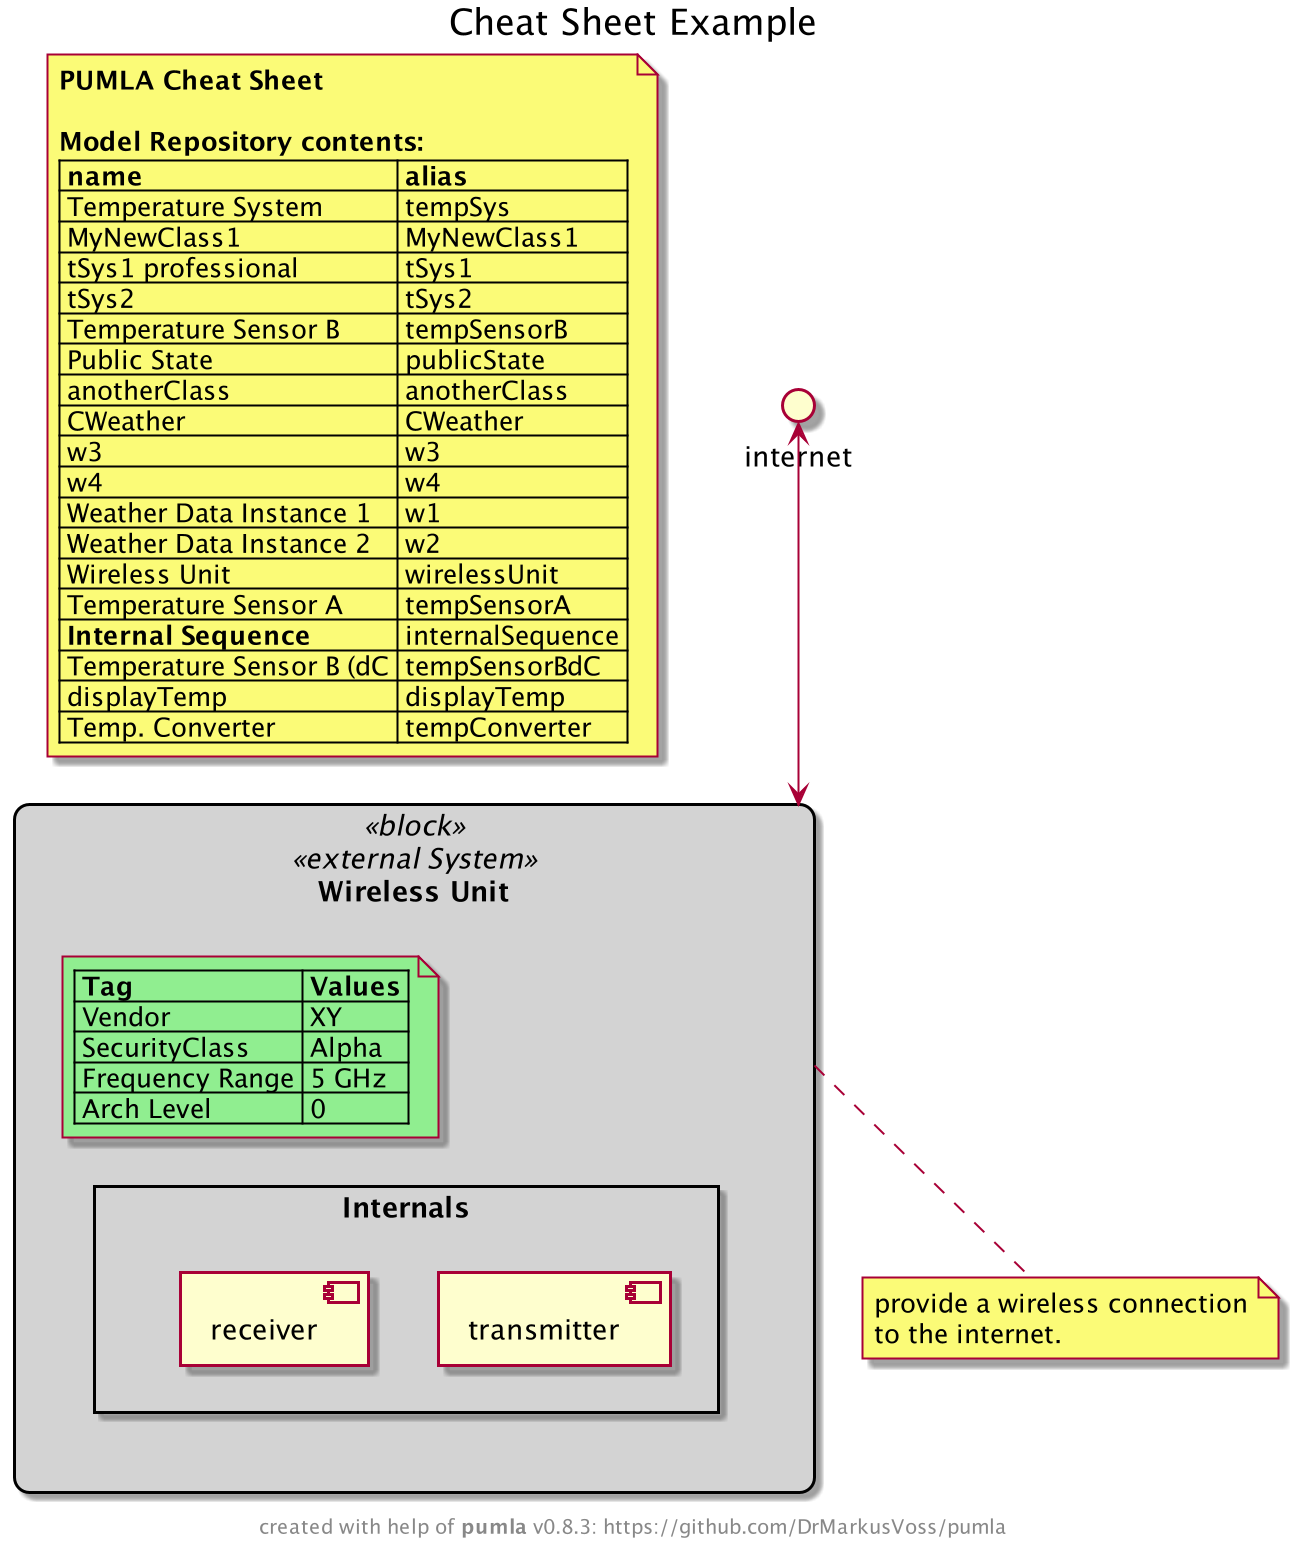 Cheat Sheet Example
PUMLA Cheat Sheet
Model Repository contents:
name alias
Temperature System tempSys
MyNewClass1 MyNewClass1
tSys1 professional tSys1
tSys2 tSys2
Temperature Sensor B tempSensorB
Public State publicState
anotherClass anotherClass
CWeather CWeather
w3 w3
w4 w4
Weather Data Instance 1 w1
Weather Data Instance 2 w2
Wireless Unit wirelessUnit
Temperature Sensor A tempSensorA
Internal Sequence internalSequence
Temperature Sensor B (dC tempSensorBdC
displayTemp displayTemp
Temp. Converter tempConverter
internet
«block»
«external System»
Wireless Unit
Tag Values
Vendor XY
SecurityClass Alpha
Frequency Range 5 GHz
Arch Level 0
Internals
receiver
transmitter
provide a wireless connection
to the internet.
created with help of pumla v0.8.3: https://github.com/DrMarkusVoss/pumla